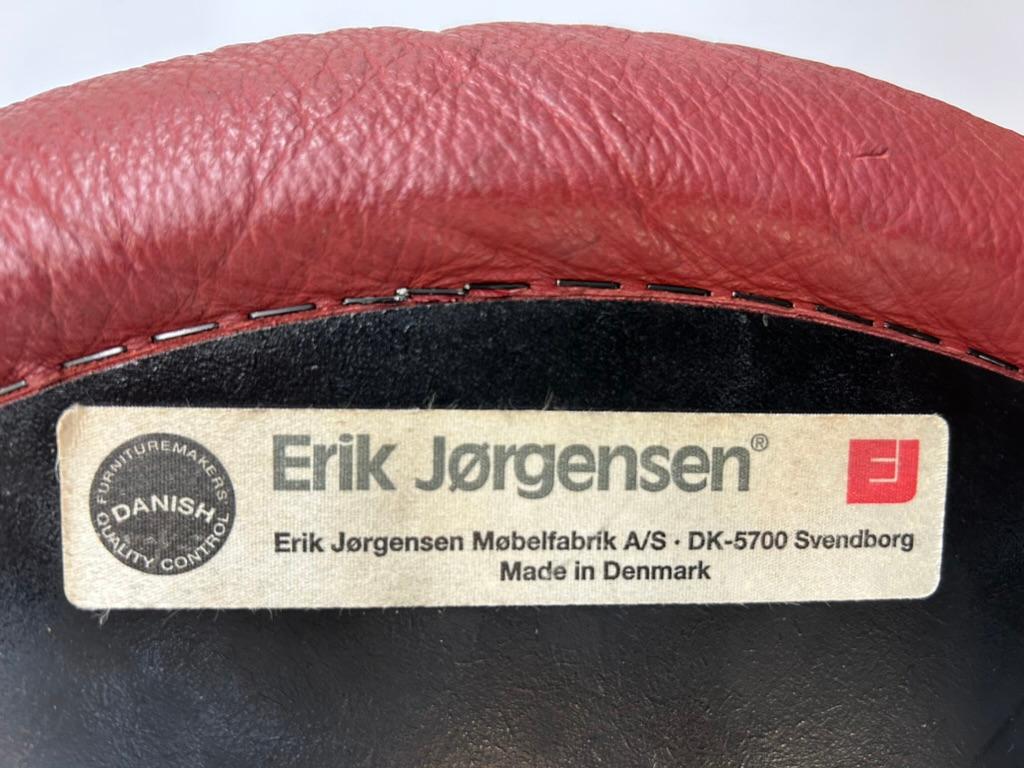 FURNITUREMAKERS'
DANISH
QUALITY CONTROL
Erik Jørgensen®
EJ
Erik Jørgensen Møbelfabrik A/S · DK-5700 Svendborg
Made in Denmark